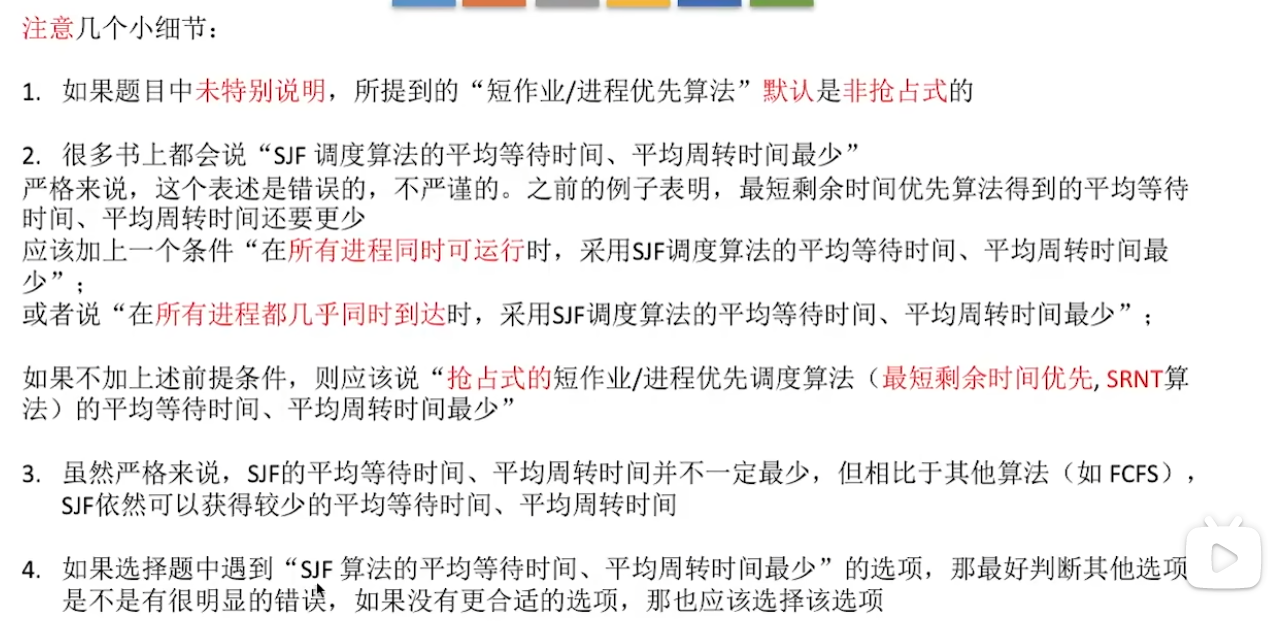 注意几个小细节：
1. 如果题目中未特别说明，所提到的“短作业/进程优先算法”默认是非抢占式的
2. 很多书上都会说“SJF 调度算法的平均等待时间、平均周转时间最少”
严格来说，这个表述是错误的，不严谨的。之前的例子表明，最短剩余时间优先算法得到的平均等待
时间、平均周转时间还要更少
应该加上一个条件“在所有进程同时可运行时，采用SJF调度算法的平均等待时间、平均周转时间最
少”；
或者说“在所有进程都几乎同时到达时，采用SJF调度算法的平均等待时间、平均周转时间最少”；
如果不加上述前提条件，则应该说“抢占式的短作业/进程优先调度算法（最短剩余时间优先, SRNT算
法）的平均等待时间、平均周转时间最少”
3. 虽然严格来说，SJF的平均等待时间、平均周转时间并不一定最少，但相比于其他算法（如 FCFS），
SJF依然可以获得较少的平均等待时间、平均周转时间
4. 如果选择题中遇到“SJF 算法的平均等待时间、平均周转时间最少”的选项，那最好判断其他选项
是不是有很明显的错误，如果没有更合适的选项，那也应该选择该选项